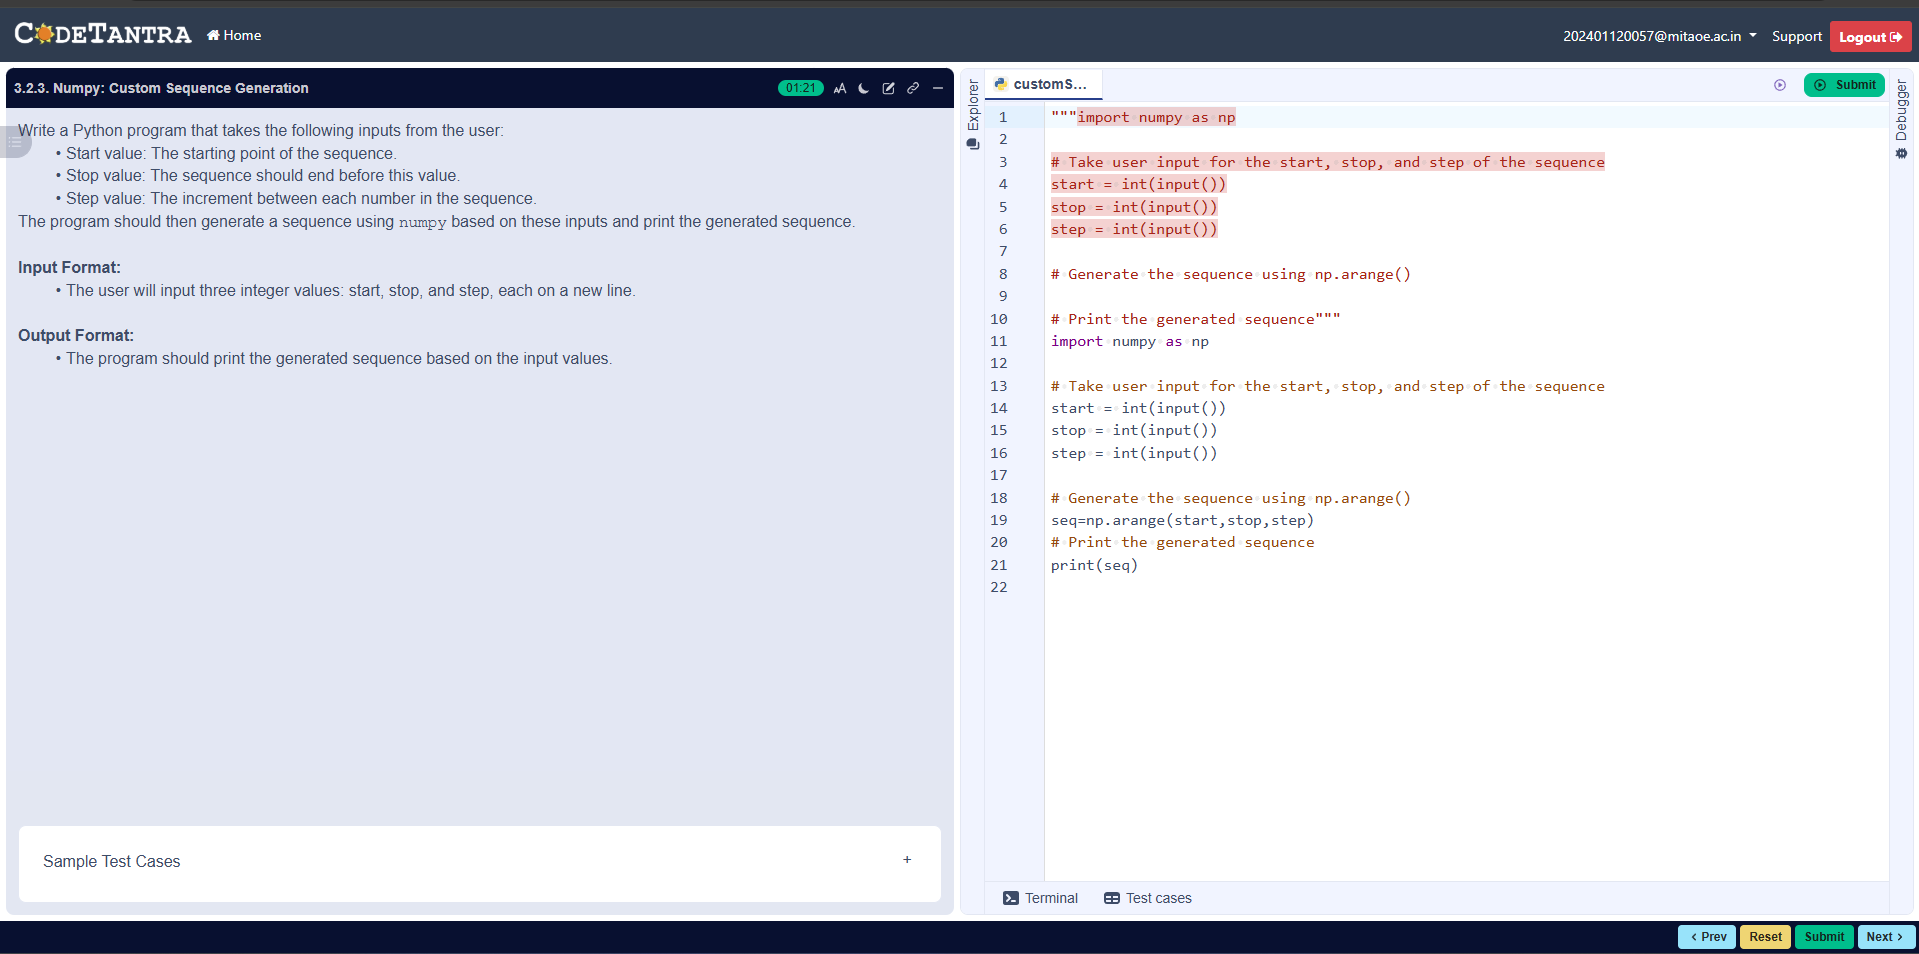 CODETANTRA
Home
202401120057@mitaoe.ac.in
Support
Logout
3.2.3. Numpy: Custom Sequence Generation
01:21
AA
Write a Python program that takes the following inputs from the user:
• Start value: The starting point of the sequence.
• Stop value: The sequence should end before this value.
• Step value: The increment between each number in the sequence.
The program should then generate a sequence using numpy based on these inputs and print the generated sequence.
Input Format:
• The user will input three integer values: start, stop, and step, each on a new line.
Output Format:
• The program should print the generated sequence based on the input values.
Sample Test Cases
+
Explorer
customS...
Submit
Debugger
1 """import numpy as np
2
3 # Take user input for the start, stop, and step of the sequence
4 start = int(input())
5 stop = int(input())
6 step = int(input())
7
8 # Generate the sequence using np.arange()
9
10 # Print the generated sequence"""
11 import numpy as np
12
13 # Take user input for the start, stop, and step of the sequence
14 start = int(input())
15 stop = int(input())
16 step = int(input())
17
18 # Generate the sequence using np.arange()
19 seq=np.arange(start,stop,step)
20 # Print the generated sequence
21 print(seq)
22
Terminal
Test cases
< Prev
Reset
Submit
Next >